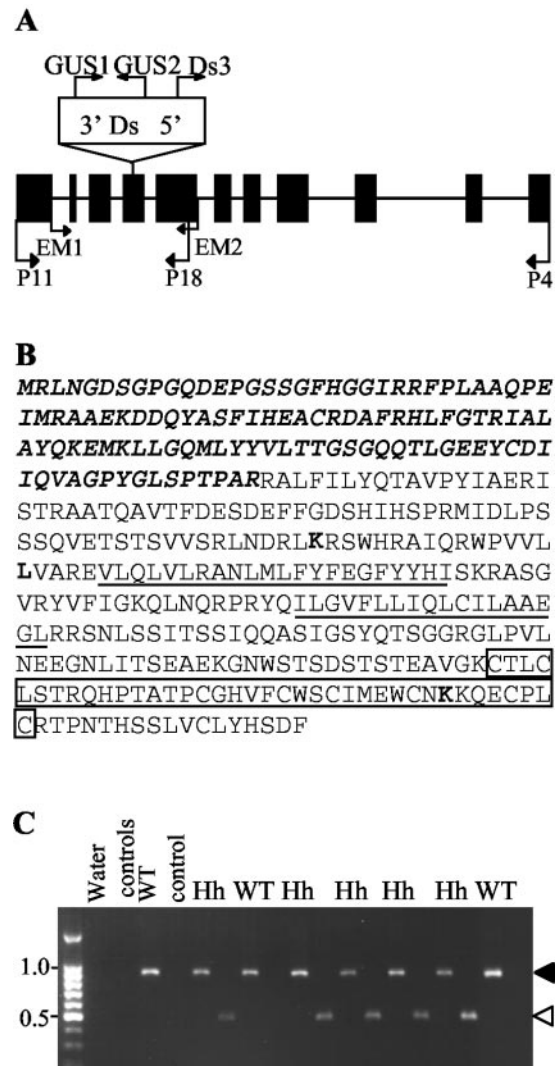 A
GUS1 GUS2 Ds3
3' Ds 5'
EM1
EM2
P11
P18
P4
B
MRLNGDSGPGQDEPGSSGFHGGIRRFPLAAQPE
IMRAAEKDDQYASFIHEACRDAFRHLFGTRIAL
AYQKEMKLLGQMLYYVLTTGSGQQTLGEEYCDI
IQVAGPYGLSPTPARRALFILYQTAVPYIAERI
STRAATQAVTFDESDEFFGDSHIHSPRMIDLPS
SSQVETSTSVVSRLNDRLKRSWHRAIQRWPVVL
LVAREVLQLVLRANLMLFYFEGFYYHISKRASG
VRYVFIGKQLNQRPRYQILGVFLLIQLCILAAE
GLRRSNLSSITSSIQQASIGSYQTSGGRGLPVL
NEEGNLITSEAEKGNWSTSDSTSTEAVGKCTLC
LSTRQHPTATPCGHVFCWSCIMEWCNKKQECPL
CRTPNTHSSLVCLYHSDF
C
Water
controls
WT
control
Hh WT Hh Hh Hh Hh WT
1.0
0.5